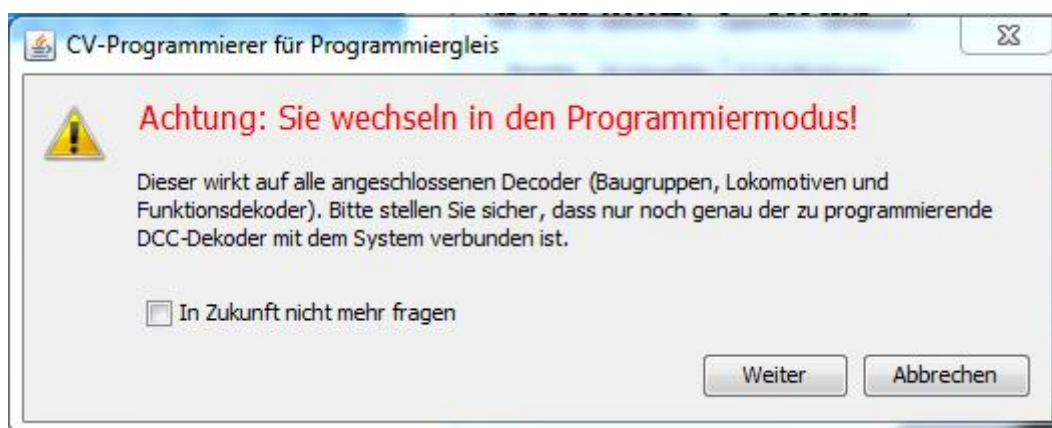 CV-Programmierer für Programmiergleis
Achtung: Sie wechseln in den Programmiermodus!
Dieser wirkt auf alle angeschlossenen Decoder (Baugruppen, Lokomotiven und
Funktionsdekoder). Bitte stellen Sie sicher, dass nur noch genau der zu programmierende
DCC-Dekoder mit dem System verbunden ist.
In Zukunft nicht mehr fragen
Weiter Abbrechen